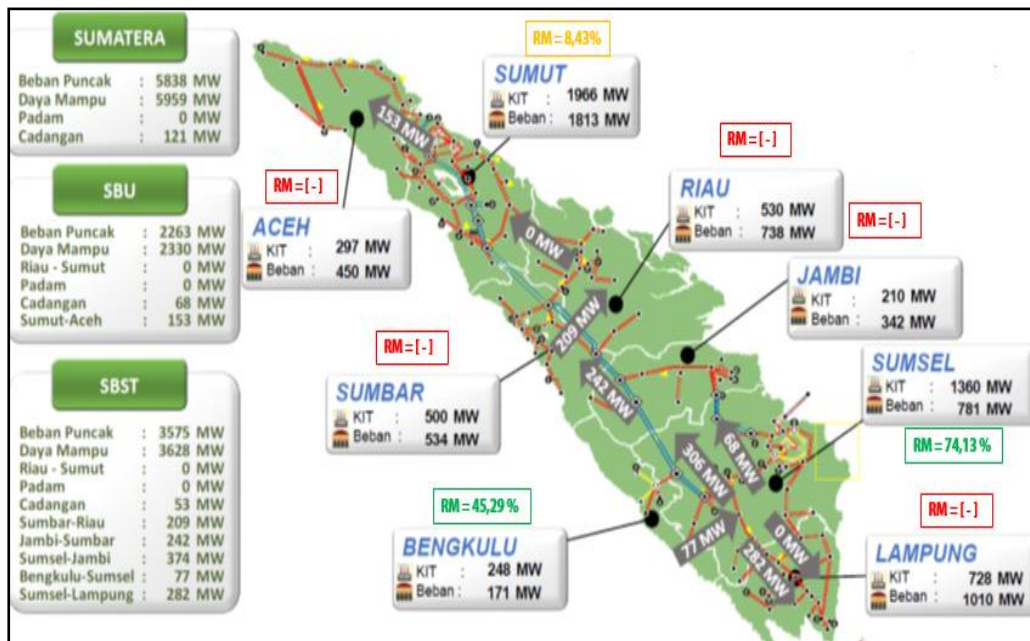 SUMATERA
Beban Puncak : 5838 MW
Daya Mampu : 5959 MW
Padam : 0 MW
Cadangan : 121 MW
SBU
Beban Puncak : 2263 MW
Daya Mampu : 2330 MW
Riau - Sumut : 0 MW
Padam : 0 MW
Cadangan : 68 MW
Sumut-Aceh : 153 MW
SBST
Beban Puncak : 3575 MW
Daya Mampu : 3628 MW
Riau - Sumut : 0 MW
Padam : 0 MW
Cadangan : 53 MW
Sumbar-Riau : 209 MW
Jambi-Sumbar : 242 MW
Sumsel-Jambi : 374 MW
Bengkulu-Sumsel : 77 MW
Sumsel-Lampung : 282 MW
RM = 8,43%
SUMUT
KIT : 1966 MW
Beban : 1813 MW
153 MW
RM = [ - ]
ACEH
KIT : 297 MW
Beban : 450 MW
RM = [ - ]
RIAU
KIT : 530 MW
Beban : 738 MW
0 MW
RM = [ - ]
JAMBI
KIT : 210 MW
Beban : 342 MW
209 MW
RM = [ - ]
SUMBAR
KIT : 500 MW
Beban : 534 MW
242 MW
SUMSEL
KIT : 1360 MW
Beban : 781 MW
RM = 74,13 %
306 MW
68 MW
RM = 45,29 %
BENGKULU
KIT : 248 MW
Beban : 171 MW
77 MW
282 MW
0 MW
RM = [ - ]
LAMPUNG
KIT : 728 MW
Beban : 1010 MW